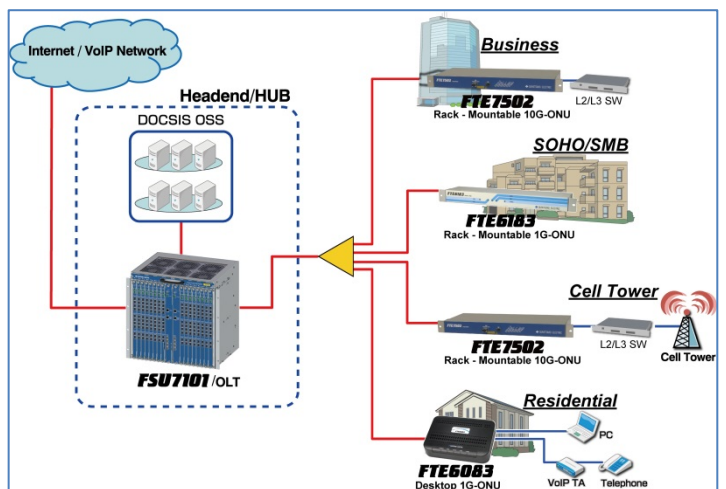 Internet / VoIP Network
Headend/HUB
DOCSIS OSS
FSU7101 /OLT
Business
FTE7502
Rack - Mountable 10G-ONU
L2/L3 SW
SOHO/SMB
FTE6183
Rack - Mountable 1G-ONU
Cell Tower
FTE7502
Rack - Mountable 10G-ONU
L2/L3 SW
Cell Tower
Residential
FTE6083
Desktop 1G-ONU
PC
VoIP TA
Telephone